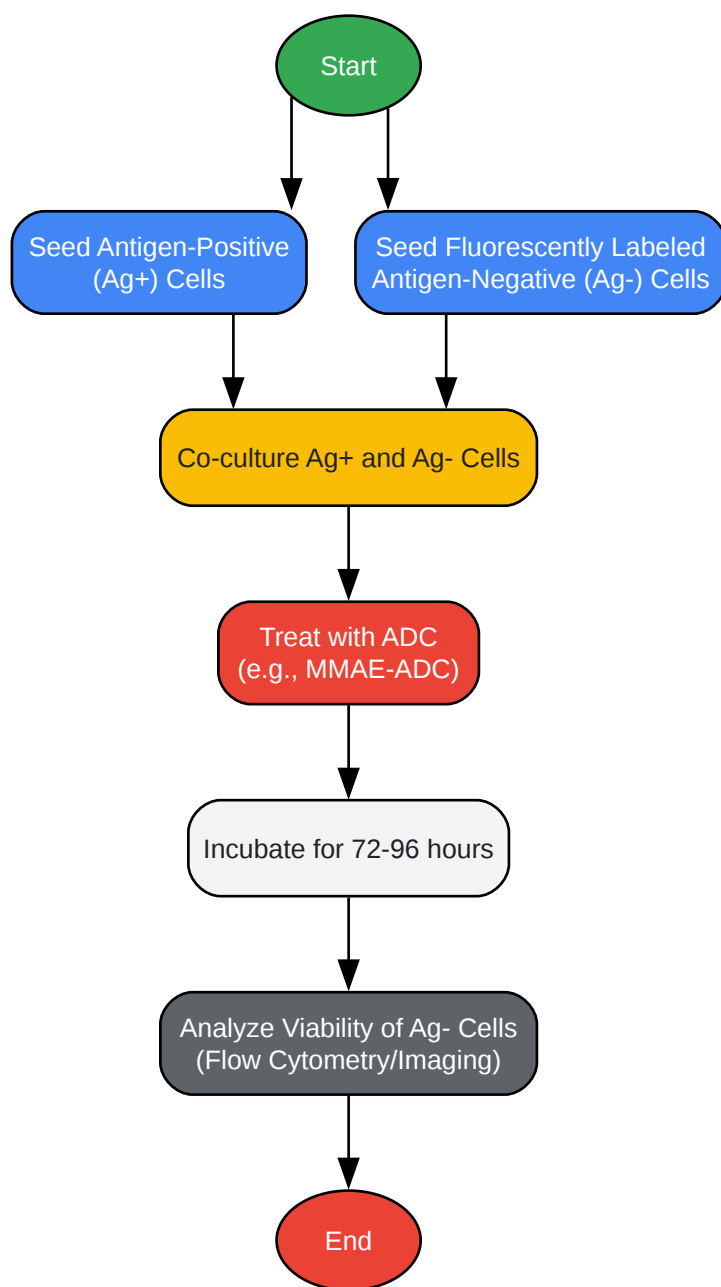 Start
Seed Antigen-Positive
(Ag+) Cells
Seed Fluorescently Labeled
Antigen-Negative (Ag-) Cells
Co-culture Ag+ and Ag- Cells
Treat with ADC
(e.g., MMAE-ADC)
Incubate for 72-96 hours
Analyze Viability of Ag- Cells
(Flow Cytometry/Imaging)
End